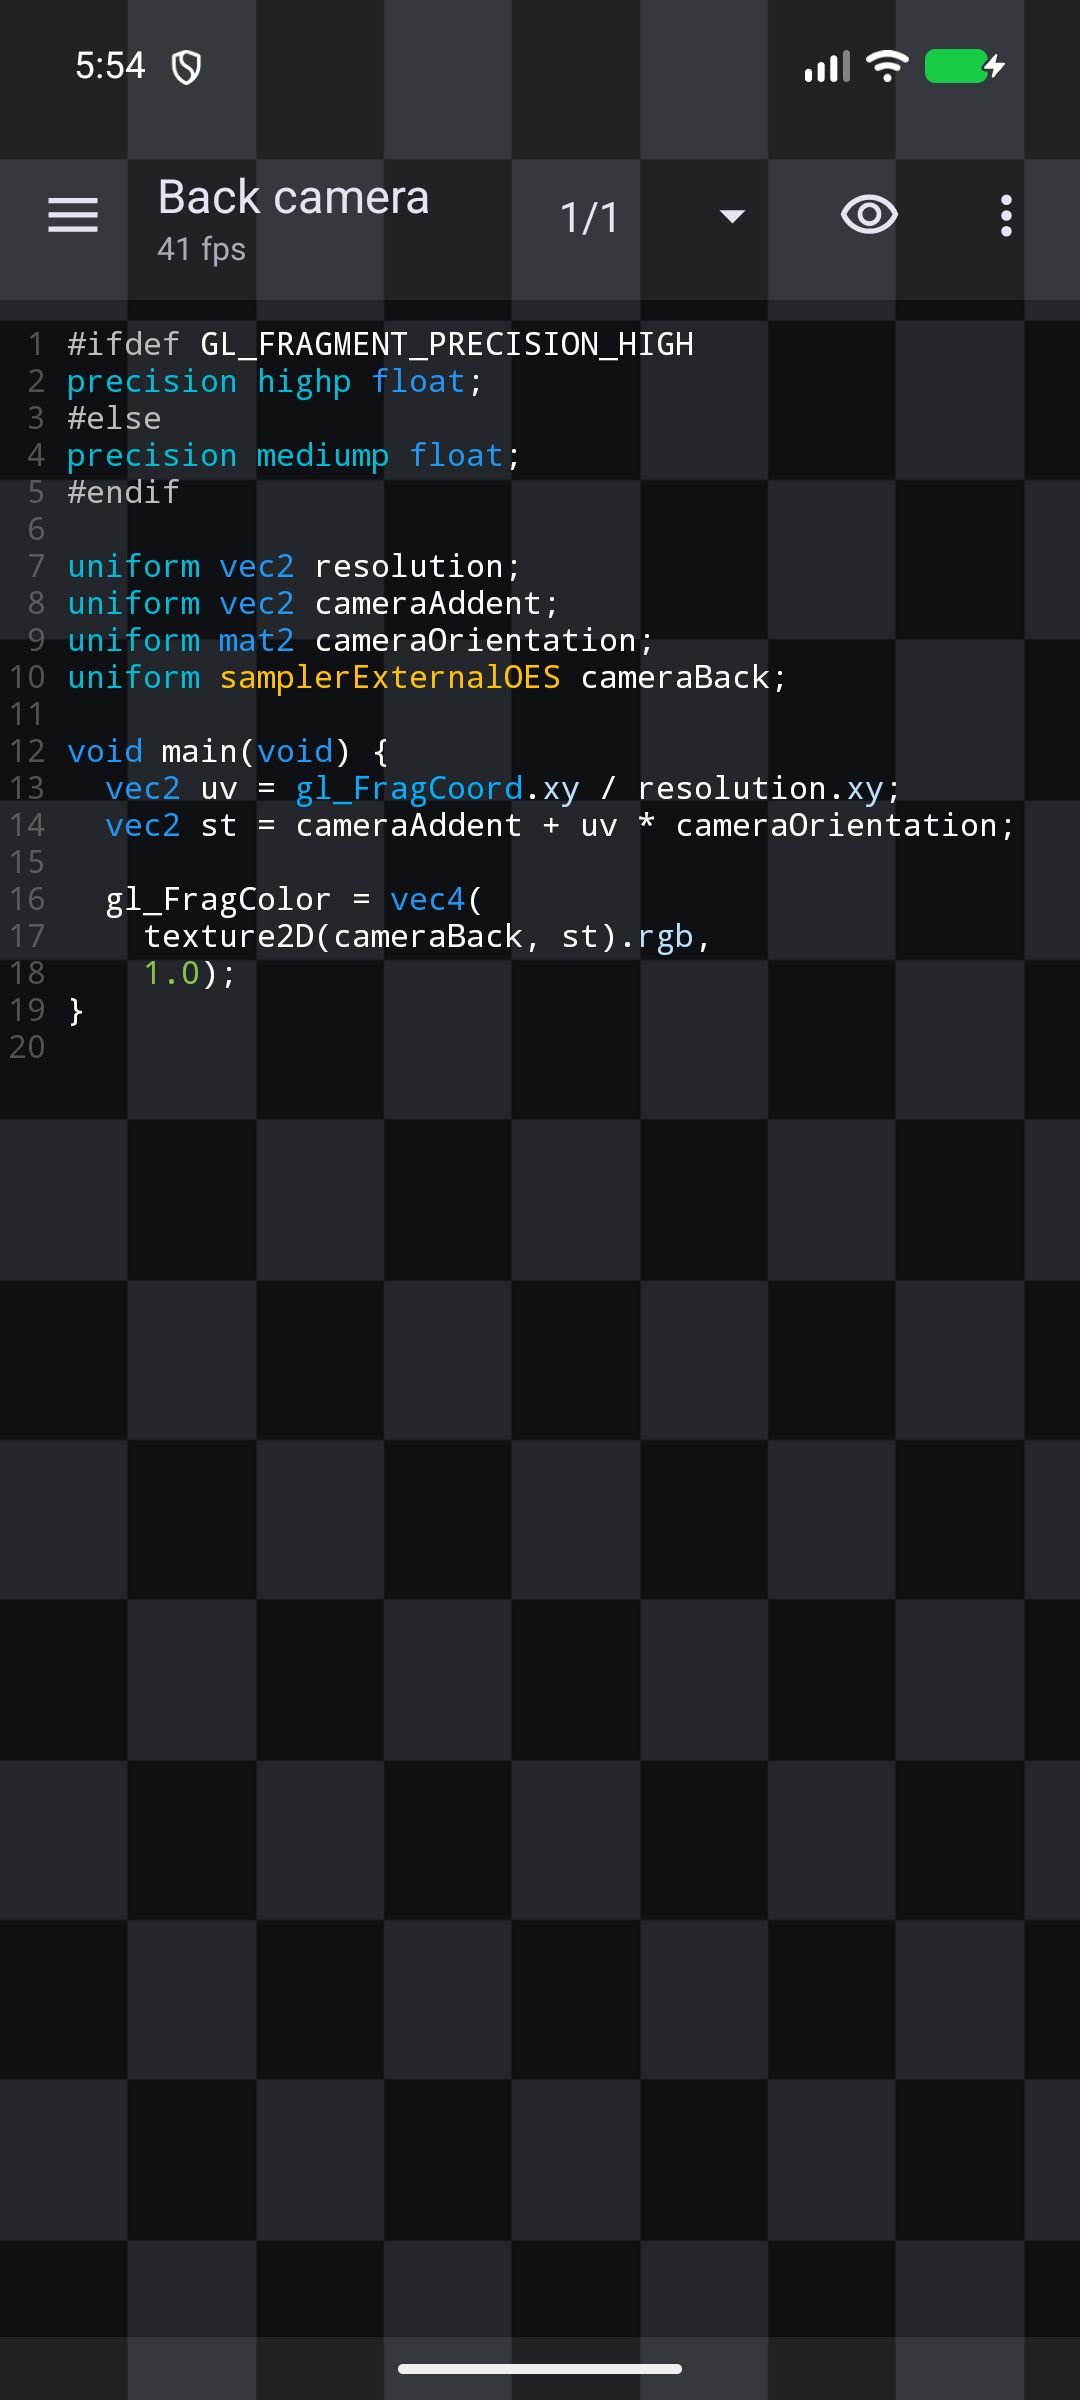 5:54
Back camera
41 fps
1/1
1 #ifdef GL_FRAGMENT_PRECISION_HIGH
2 precision highp float;
3 #else
4 precision mediump float;
5 #endif
6
7 uniform vec2 resolution;
8 uniform vec2 cameraAddent;
9 uniform mat2 cameraOrientation;
10 uniform samplerExternalOES cameraBack;
11
12 void main(void) {
13   vec2 uv = gl_FragCoord.xy / resolution.xy;
14   vec2 st = cameraAddent + uv * cameraOrientation;
15
16   gl_FragColor = vec4(
17     texture2D(cameraBack, st).rgb,
18     1.0);
19 }
20